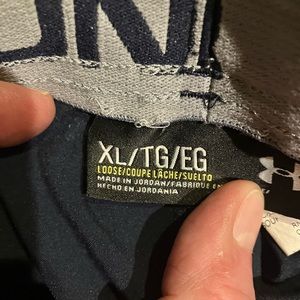 XL/TG/EG
LOOSE/COUPE LÂCHE/SUELTO
MADE IN JORDAN/FABRIQUÉ EN
HECHO EN JORDANIA